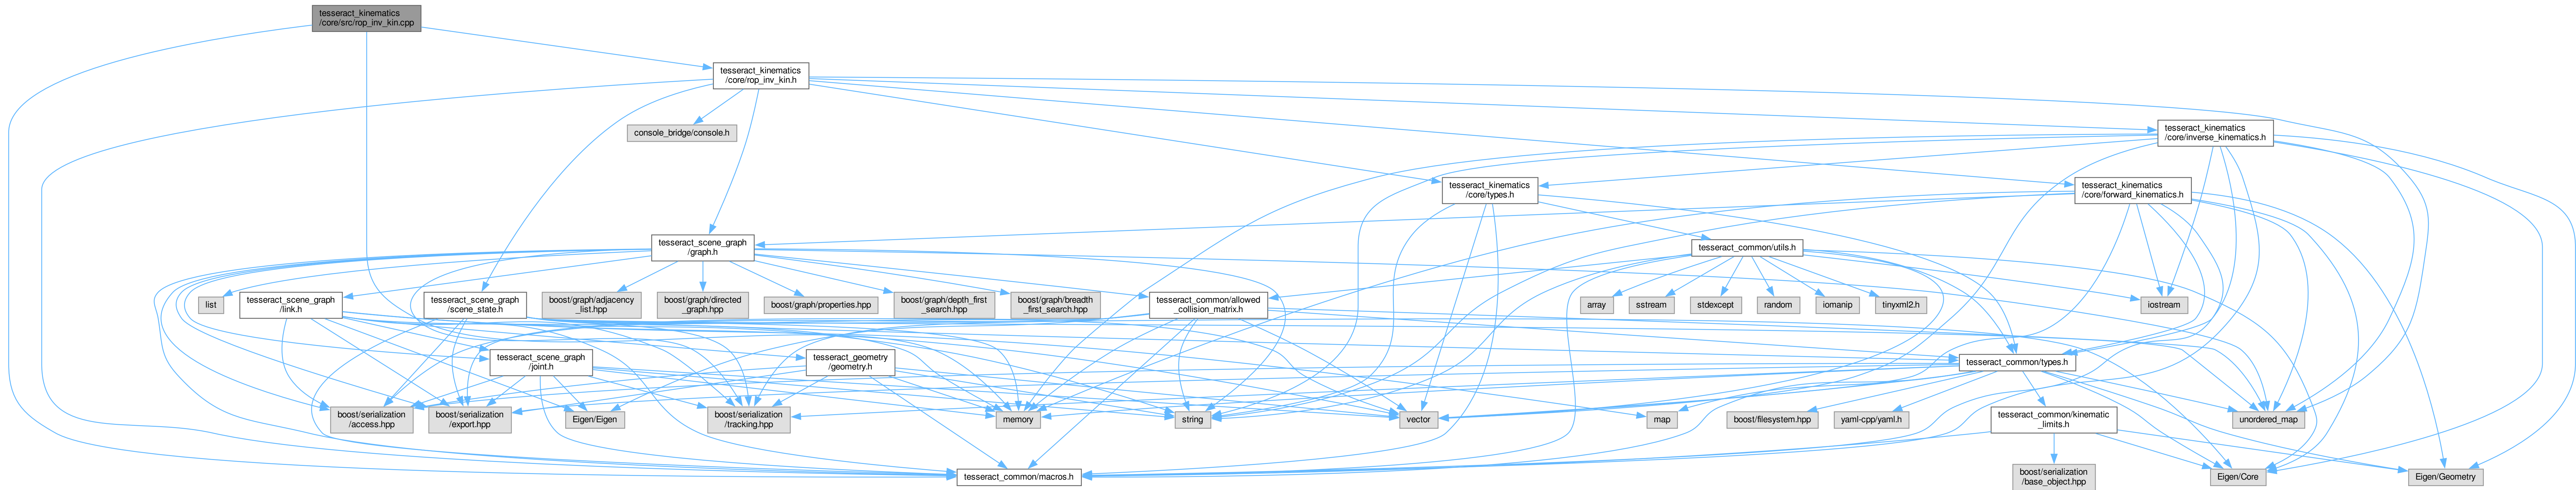 tesseract_kinematics
/core/src/rop_inv_kin.cpp
tesseract_kinematics
/core/rop_inv_kin.h
console_bridge/console.h
tesseract_kinematics
/core/inverse_kinematics.h
tesseract_kinematics
/core/types.h
tesseract_kinematics
/core/forward_kinematics.h
tesseract_scene_graph
/graph.h
tesseract_common/utils.h
list
tesseract_scene_graph
/link.h
tesseract_scene_graph
/scene_state.h
boost/graph/adjacency
_list.hpp
boost/graph/directed
_graph.hpp
boost/graph/properties.hpp
boost/graph/depth_first
_search.hpp
boost/graph/breadth
_first_search.hpp
tesseract_common/allowed
_collision_matrix.h
array
sstream
stdexcept
random
iomanip
tinyxml2.h
iostream
tesseract_scene_graph
/joint.h
tesseract_geometry
/geometry.h
tesseract_common/types.h
boost/serialization
/access.hpp
boost/serialization
/export.hpp
Eigen/Eigen
boost/serialization
/tracking.hpp
memory
string
vector
map
boost/filesystem.hpp
yaml-cpp/yaml.h
tesseract_common/kinematic
_limits.h
unordered_map
tesseract_common/macros.h
boost/serialization
/base_object.hpp
Eigen/Core
Eigen/Geometry